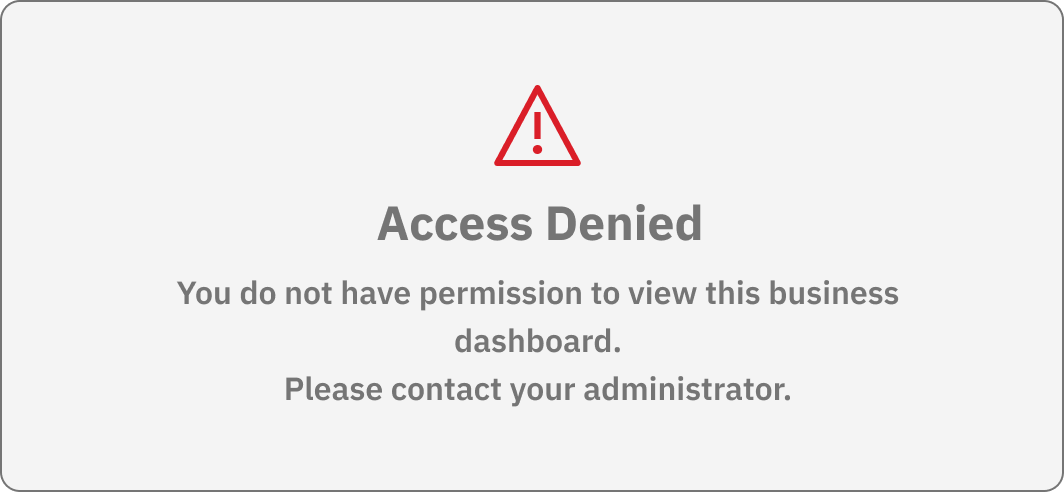 Access Denied
You do not have permission to view this business
dashboard.
Please contact your administrator.